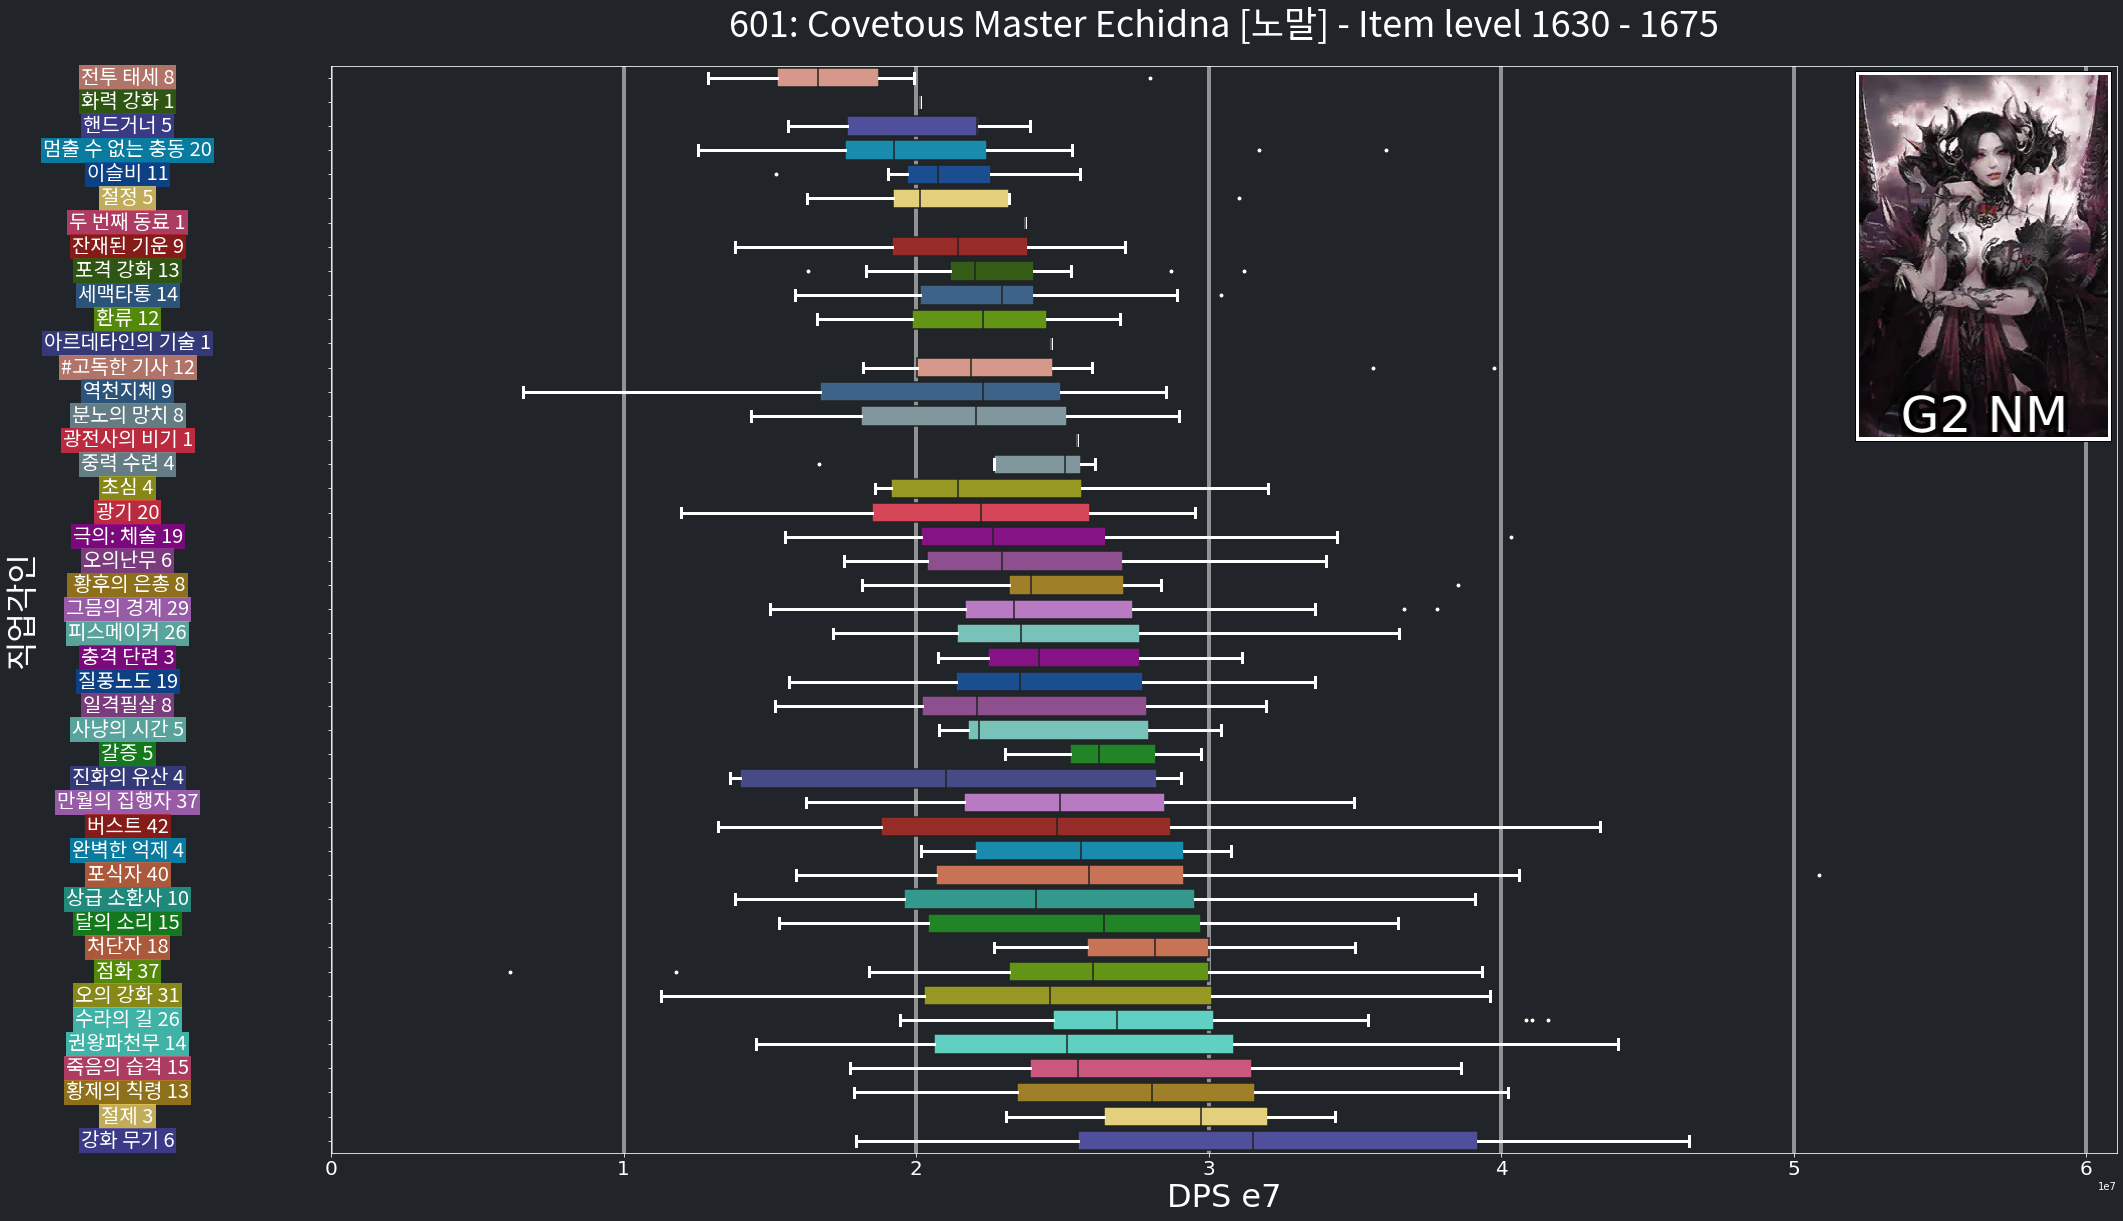 601: Covetous Master Echidna [노말] - Item level 1630 - 1675
전투 태세 8
화력 강화 1
핸드거너 5
멈출 수 없는 충동 20
이슬비 11
절정 5
두 번째 동료 1
잔재된 기운 9
포격 강화 13
세맥타통 14
환류 12
아르데타인의 기술 1
#고독한 기사 12
역천지체 9
분노의 망치 8
광전사의 비기 1
중력 수련 4
초심 4
광기 20
극의: 체술 19
오의난무 6
황후의 은총 8
그믐의 경계 29
피스메이커 26
충격 단련 3
질풍노도 19
일격필살 8
사냥의 시간 5
갈증 5
진화의 유산 4
만월의 집행자 37
버스트 42
완벽한 억제 4
포식자 40
상급 소환사 10
달의 소리 15
처단자 18
점화 37
오의 강화 31
수라의 길 26
권왕파천무 14
죽음의 습격 15
황제의 칙령 13
절제 3
강화 무기 6
직업각인
G2 NM
0 1 2 3 4 5 6
1e7
DPS e7